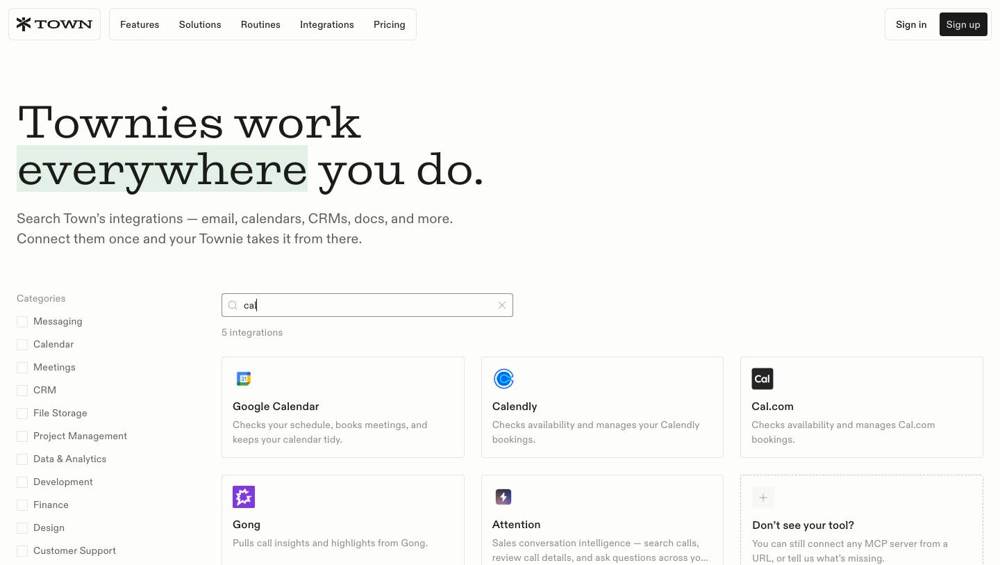 TOWN
Features
Solutions
Routines
Integrations
Pricing
Sign in
Sign up
Townies work
everywhere you do.
Search Town's integrations — email, calendars, CRMs, docs, and more.
Connect them once and your Townie takes it from there.
Categories
Messaging
Calendar
Meetings
CRM
File Storage
Project Management
Data & Analytics
Development
Finance
Design
Customer Support
cal
5 integrations
31
Google Calendar
Checks your schedule, books meetings, and
keeps your calendar tidy.
Calendly
Checks availability and manages your Calendly
bookings.
Cal
Cal.com
Checks availability and manages Cal.com
bookings.
Gong
Pulls call insights and highlights from Gong.
Attention
Sales conversation intelligence — search calls,
review call details, and ask questions across yo...
Don't see your tool?
You can still connect any MCP server from a
URL, or tell us what's missing.